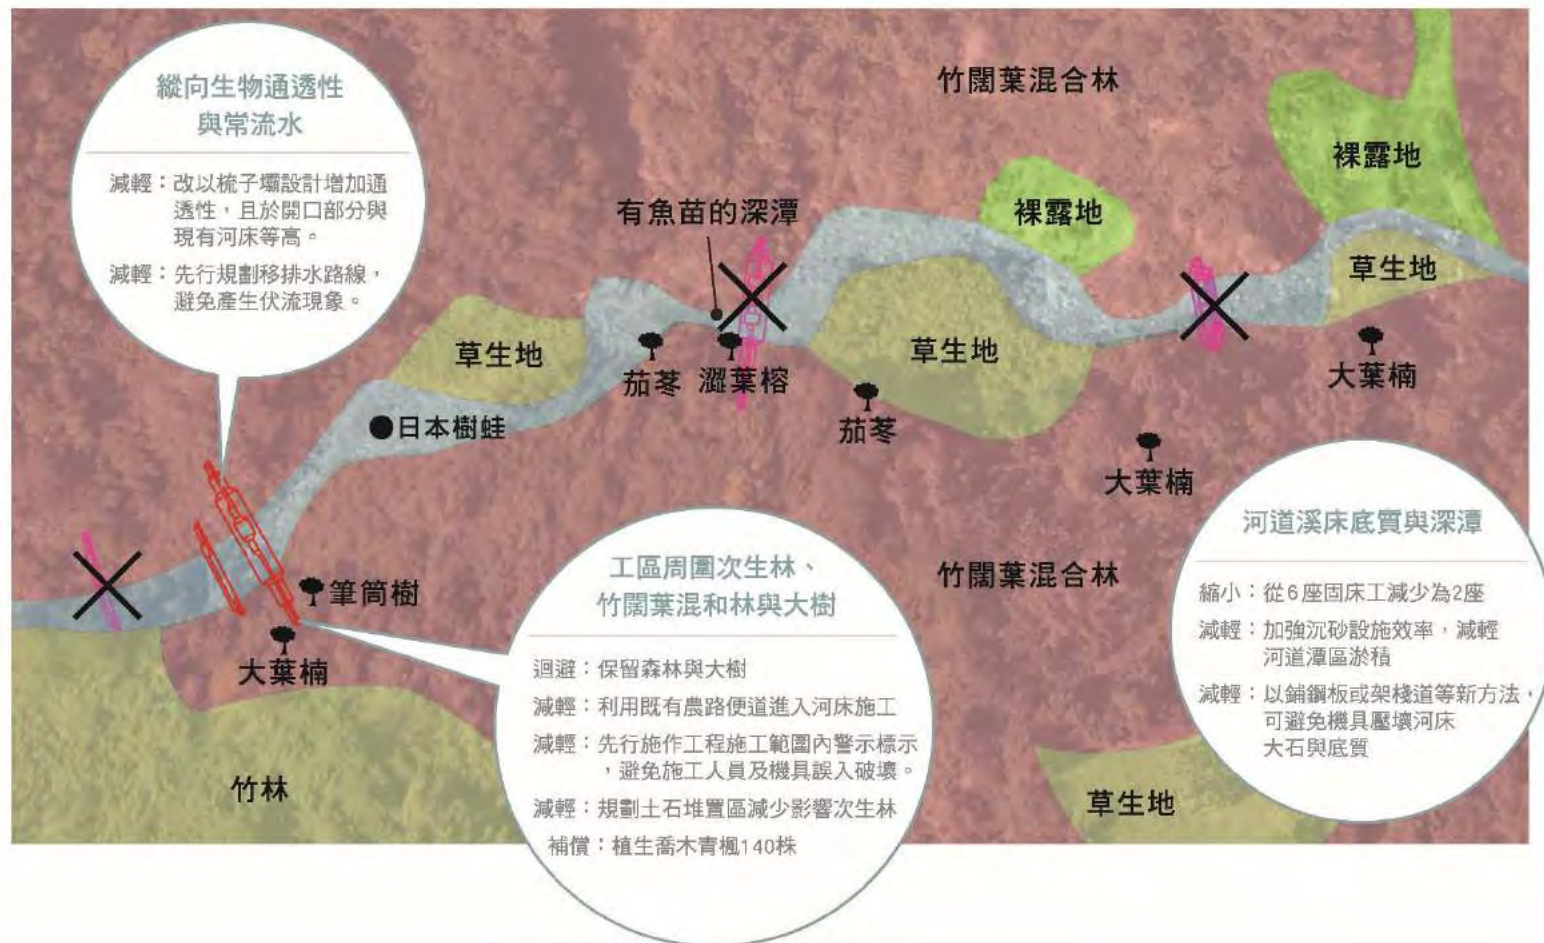 縱向生物通透性
與常流水
減輕：改以梳子壩設計增加通
透性，且於開口部分與
現有河床等高。
減輕：先行規劃移排水路線，
避免產生伏流現象。
竹闊葉混合林
裸露地
裸露地
有魚苗的深潭
草生地
草生地
草生地
茄苳
澀葉榕
茄苳
大葉楠
日本樹蛙
大葉楠
筆筒樹
大葉楠
竹林
竹闊葉混合林
草生地
工區周圍次生林、
竹闊葉混和林與大樹
迴避：保留森林與大樹
減輕：利用既有農路便道進入河床施工
減輕：先行施作工程施工範圍內警示標示
，避免施工人員及機具誤入破壞。
減輕：規劃土石堆置區減少影響次生林
補償：植生喬木青楓140株
河道溪床底質與深潭
縮小：從6座固床工減少為2座
減輕：加強沉砂設施效率，減輕
河道潭區淤積
減輕：以鋪鋼板或架棧道等新方法，
可避免機具壓壞河床
大石與底質